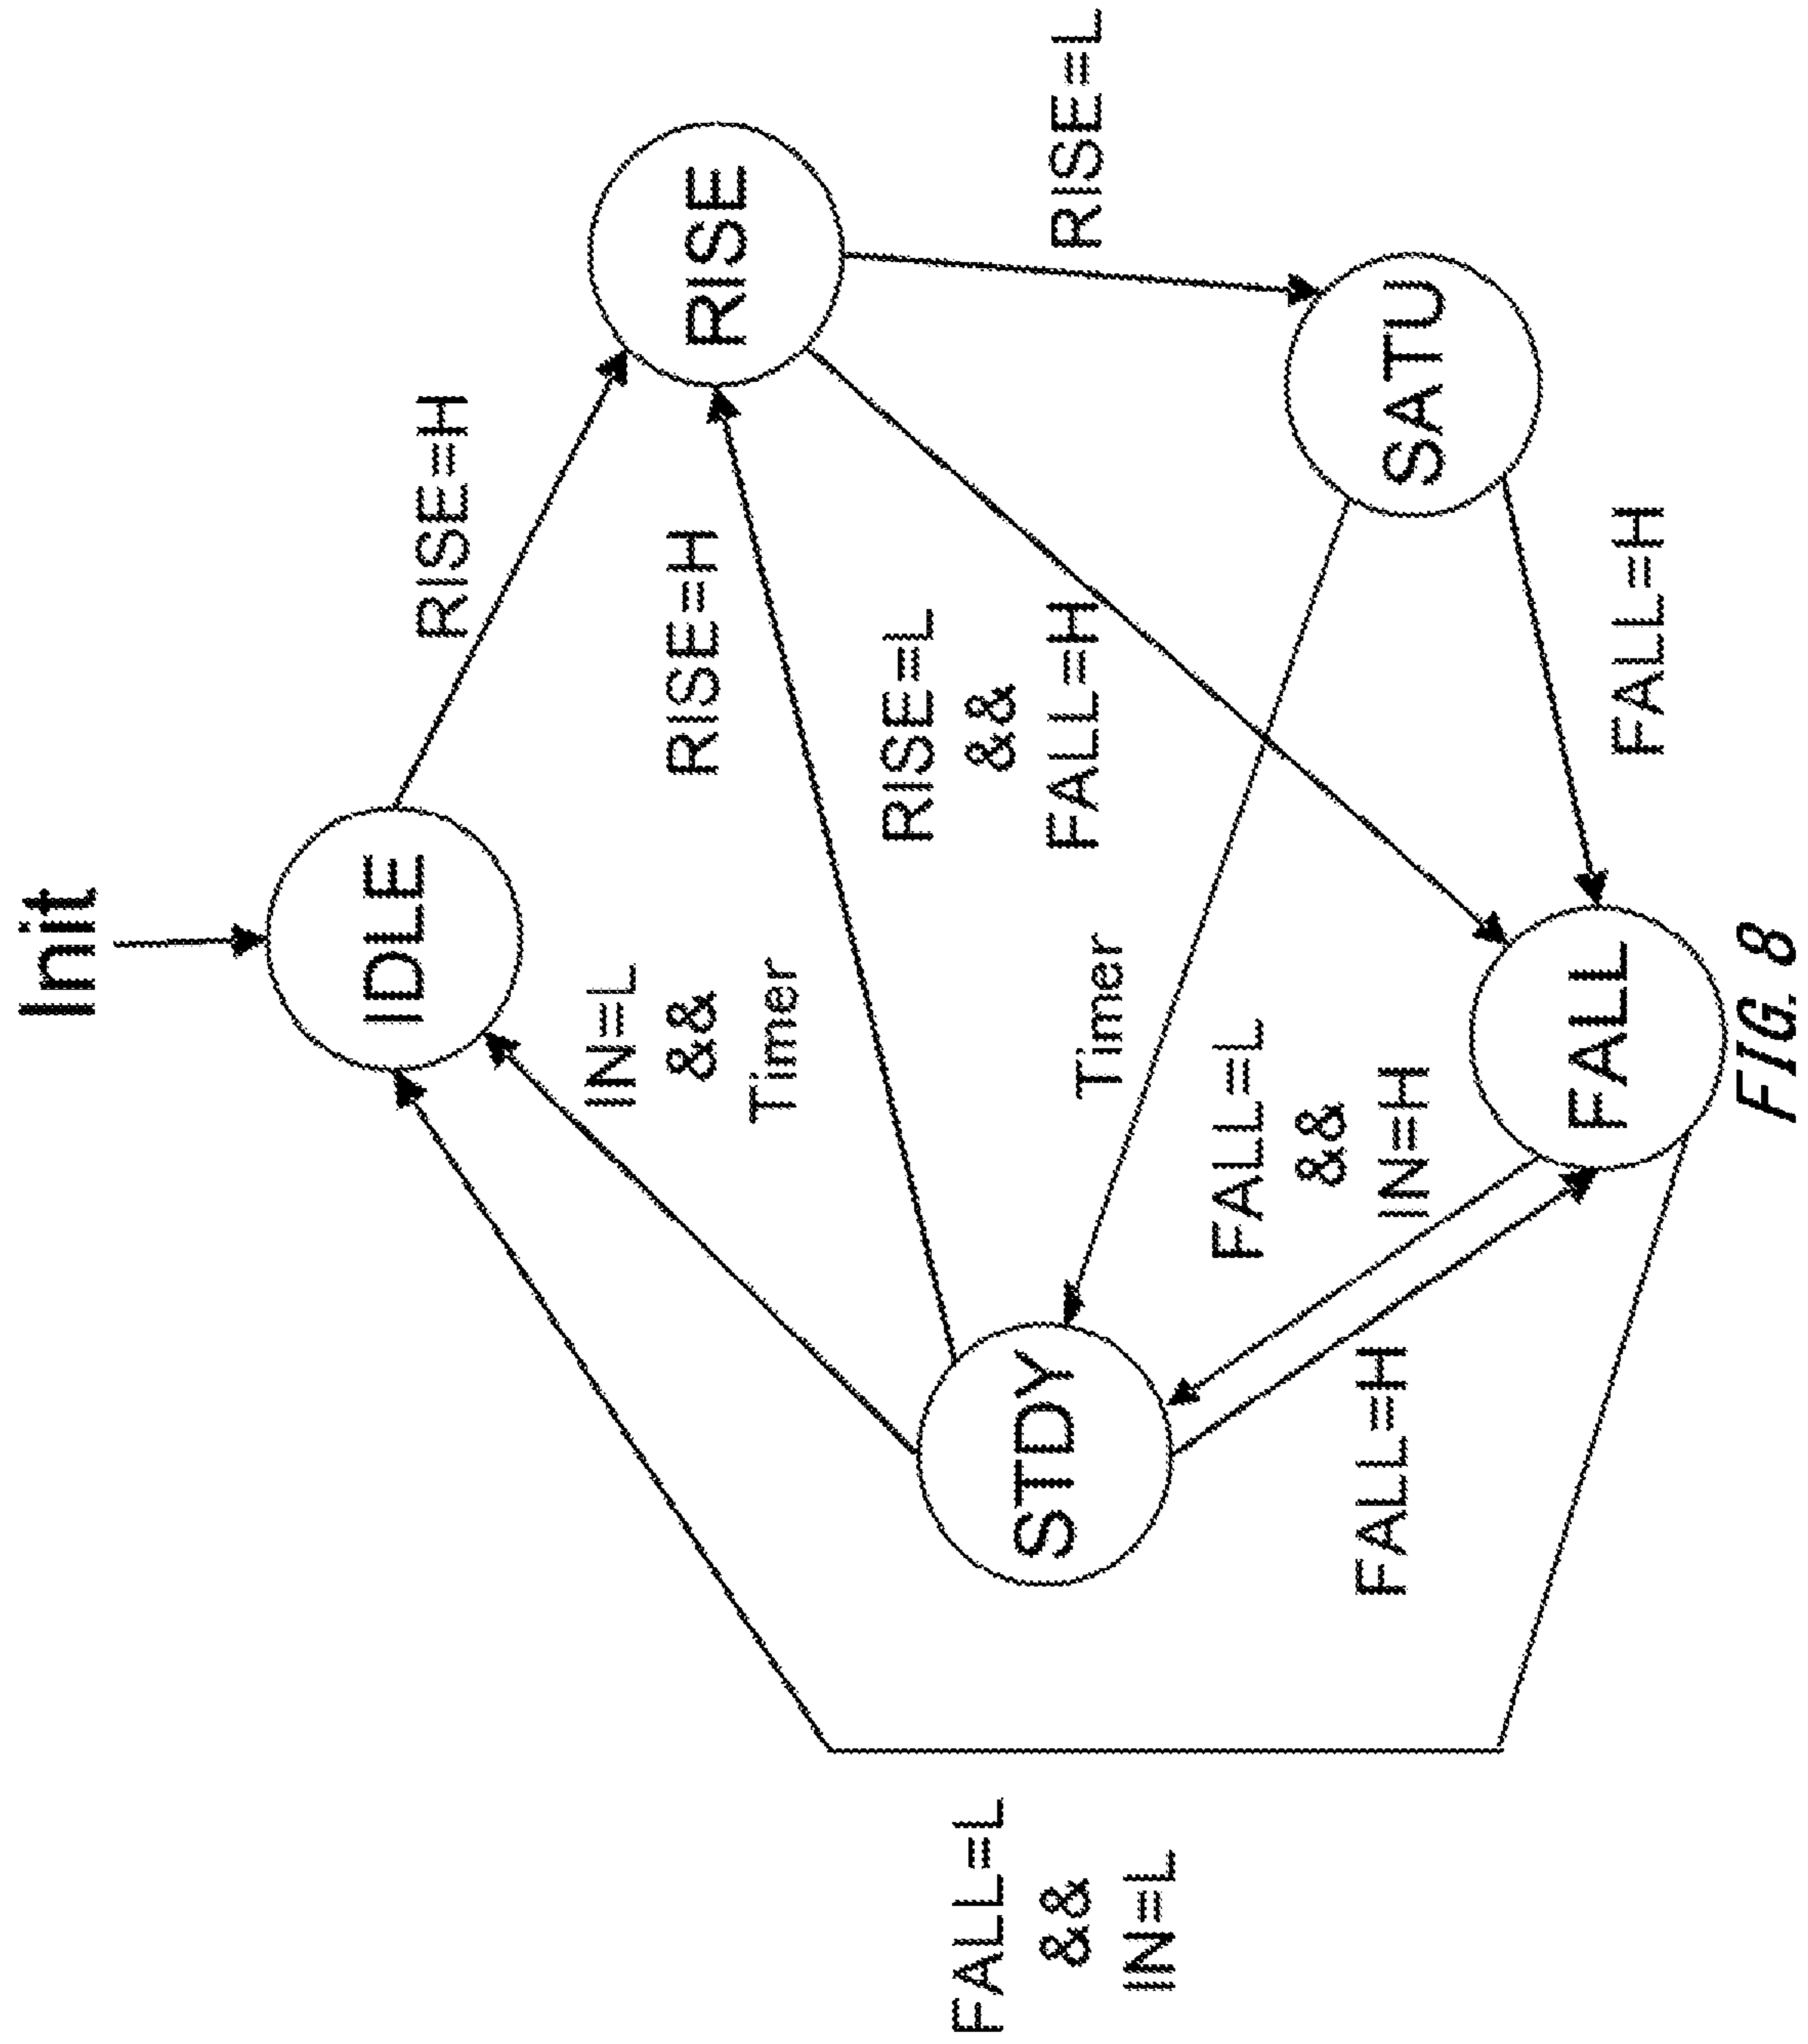 Init
IDLE
RISE=H
RISE
RISE=L
SATU
FALL=H
FALL
STDY
RISE=H
RISE=L
&&
FALL=H
IN=L
&&
Timer
Timer
FALL=L
&&
IN=H
FALL=H
FALL=L
&&
IN=L
FIG. 8